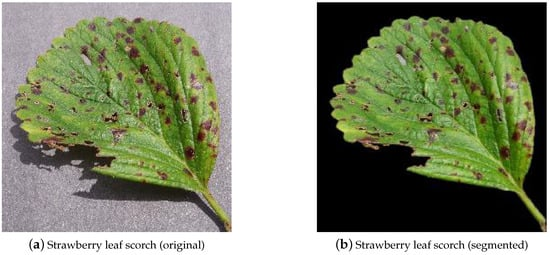 (a) Strawberry leaf scorch (original)
(b) Strawberry leaf scorch (segmented)